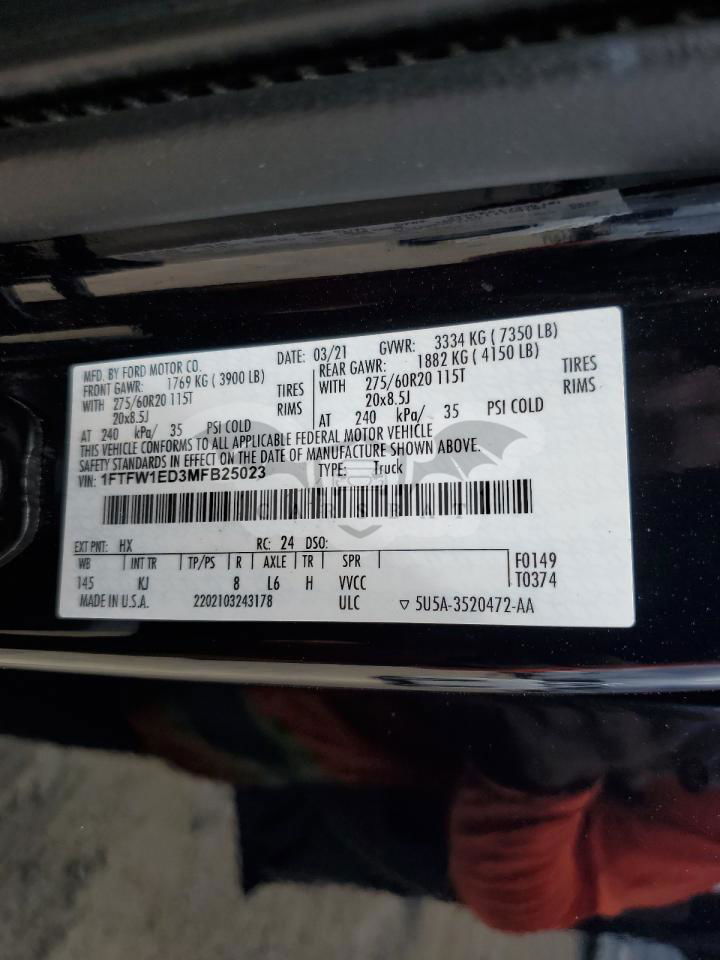 MFD. BY FORD MOTOR CO. DATE: 03/21 GVWR: 3334 KG ( 7350 LB)
FRONT GAWR: 1769 KG ( 3900 LB) REAR GAWR: 1882 KG ( 4150 LB)
WITH 275/60R20 115T TIRES WITH 275/60R20 115T TIRES
20x8.5J RIMS 20x8.5J RIMS
AT 240 kPa/ 35 PSI COLD AT 240 kPa/ 35 PSI COLD
THIS VEHICLE CONFORMS TO ALL APPLICABLE FEDERAL MOTOR VEHICLE
SAFETY STANDARDS IN EFFECT ON THE DATE OF MANUFACTURE SHOWN ABOVE.
VIN: 1FTFW1ED3MFB25023 TYPE: Truck
EXT PNT: HX RC: 24 DSO:
WB INT TR TP/PS R AXLE TR SPR F0149
145 KJ 8 L6 H VVCC T0374
MADE IN U.S.A. 2202103243178 ULC ▽ 5U5A-3520472-AA